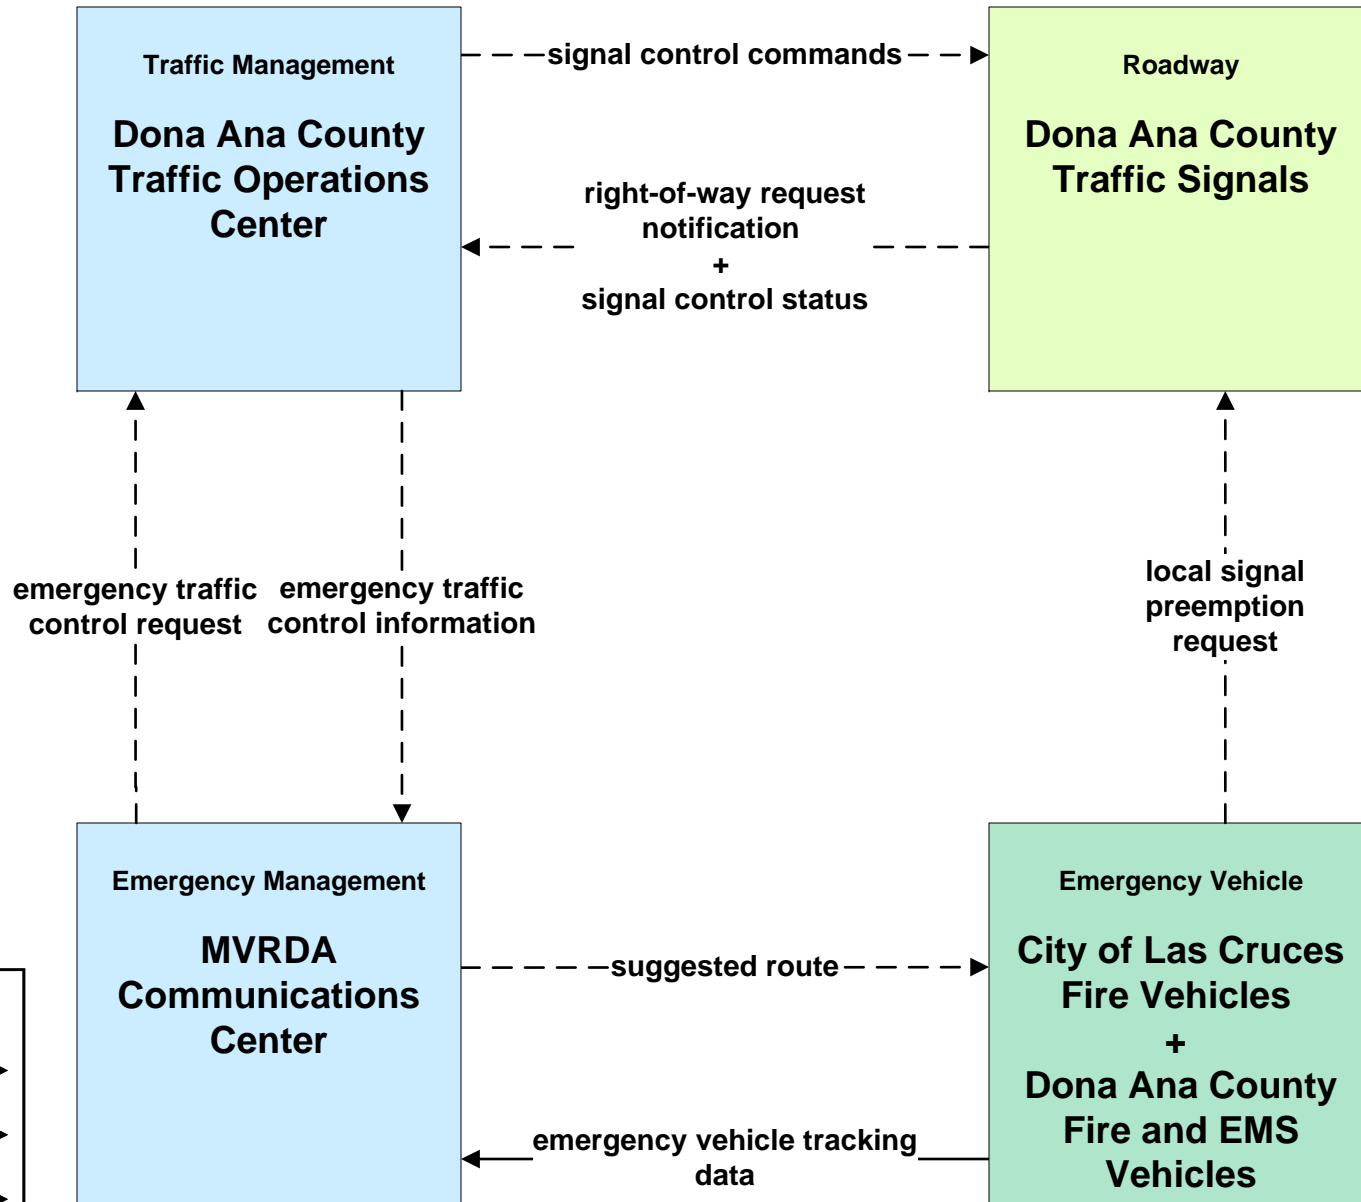 Traffic Management
Dona Ana County
Traffic Operations
Center
signal control commands
Roadway
Dona Ana County
Traffic Signals
right-of-way request
notification
+
signal control status
emergency traffic
control request
emergency traffic
control information
local signal
preemption
request
Emergency Management
MVRDA
Communications
Center
suggested route
Emergency Vehicle
City of Las Cruces
Fire Vehicles
+
Dona Ana County
Fire and EMS
Vehicles
emergency vehicle tracking
data